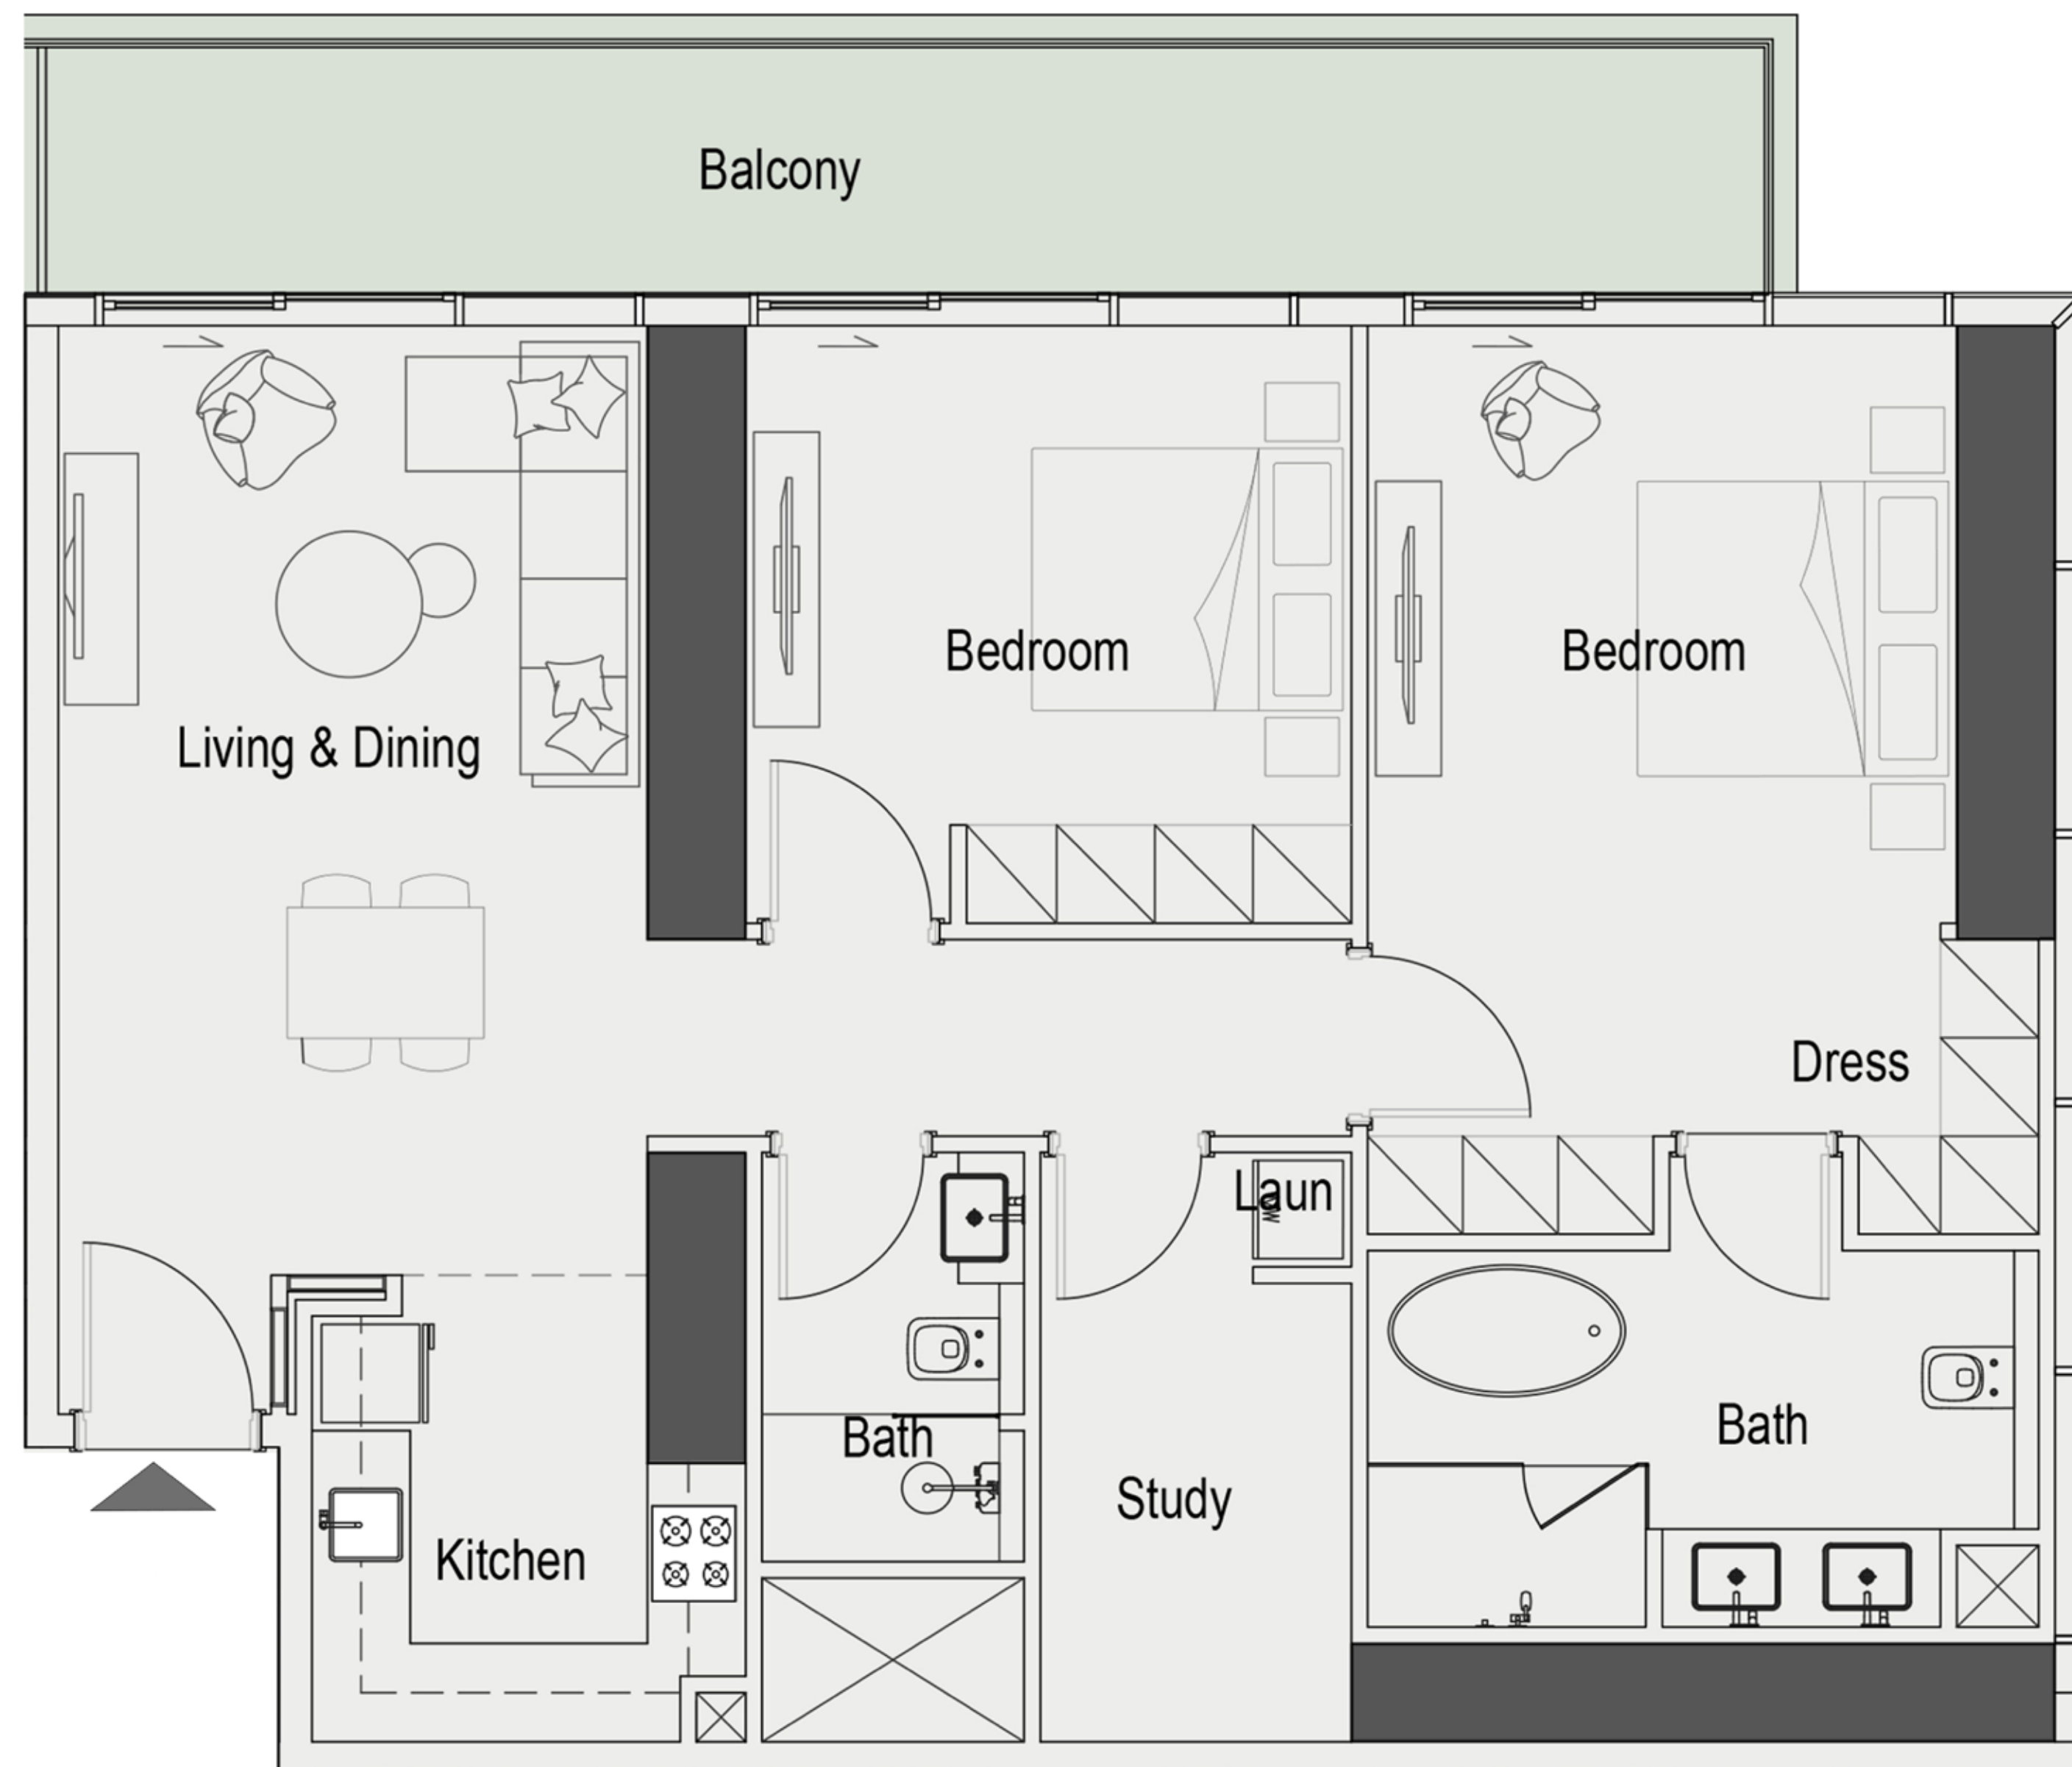 Balcony
Bedroom
Bedroom
Living & Dining
Dress
Laun
Bath
Bath
Study
Kitchen